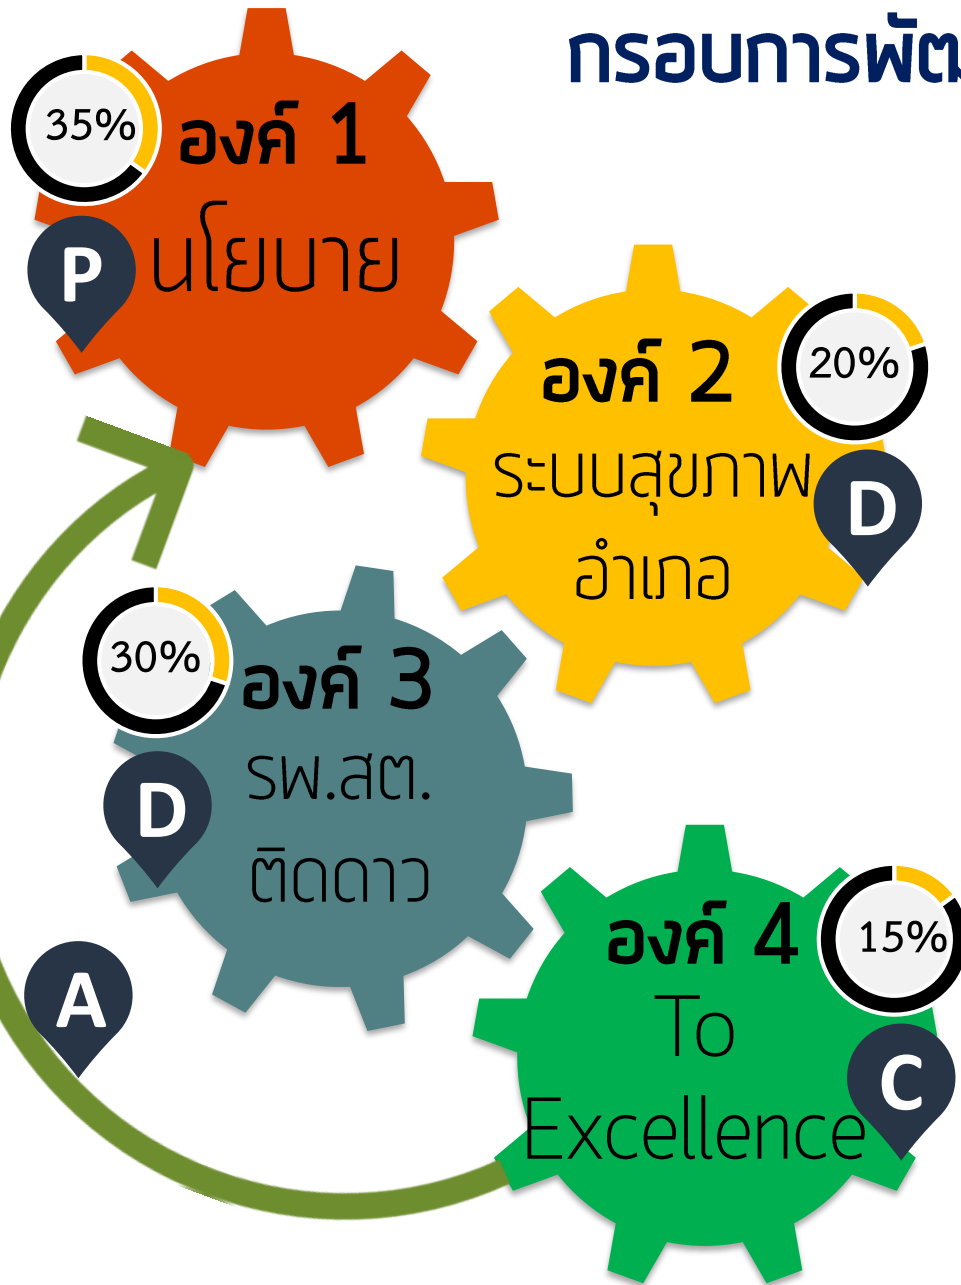 กรอบการพัฒ
35%
องค์ 1
P
นโยบาย
องค์ 2
20%
ระบบสุขภาพ
D
อำเภอ
30%
องค์ 3
รพ.สต.
D
ติดดาว
องค์ 4
15%
A
To
C
Excellence